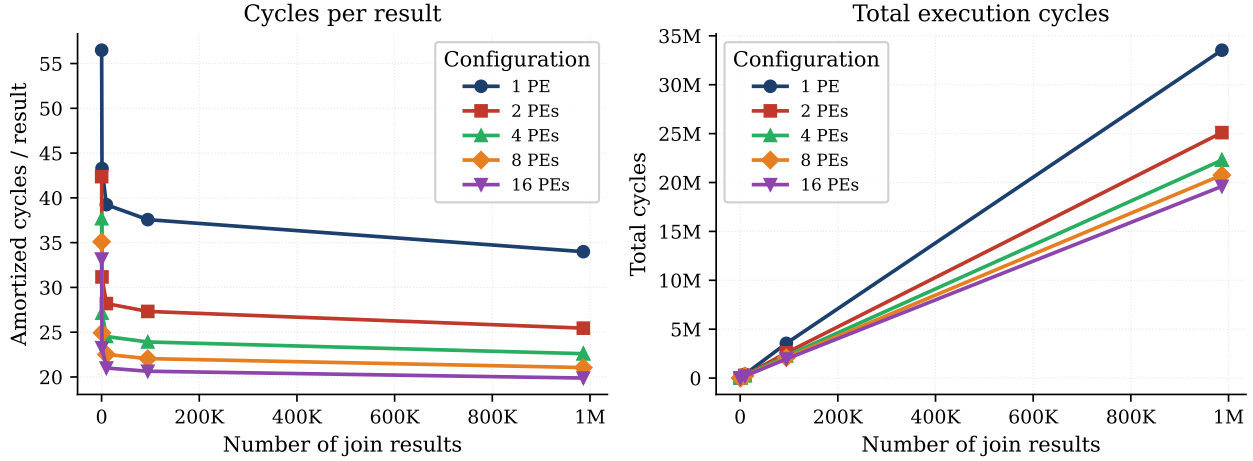 Cycles per result
Amortized cycles / result
55
50
45
40
35
30
25
20
Configuration
1 PE
2 PEs
4 PEs
8 PEs
16 PEs
0
200K
400K
600K
800K
1M
Number of join results
Total execution cycles
Total cycles
35M
30M
25M
20M
15M
10M
5M
0
Configuration
1 PE
2 PEs
4 PEs
8 PEs
16 PEs
0
200K
400K
600K
800K
1M
Number of join results